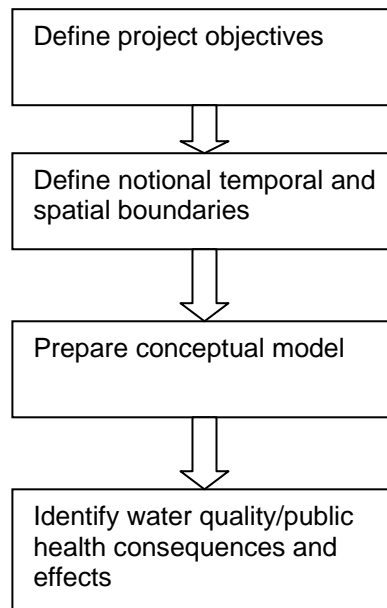 Define project objectives
Define notional temporal and
spatial boundaries
Prepare conceptual model
Identify water quality/public
health consequences and
effects